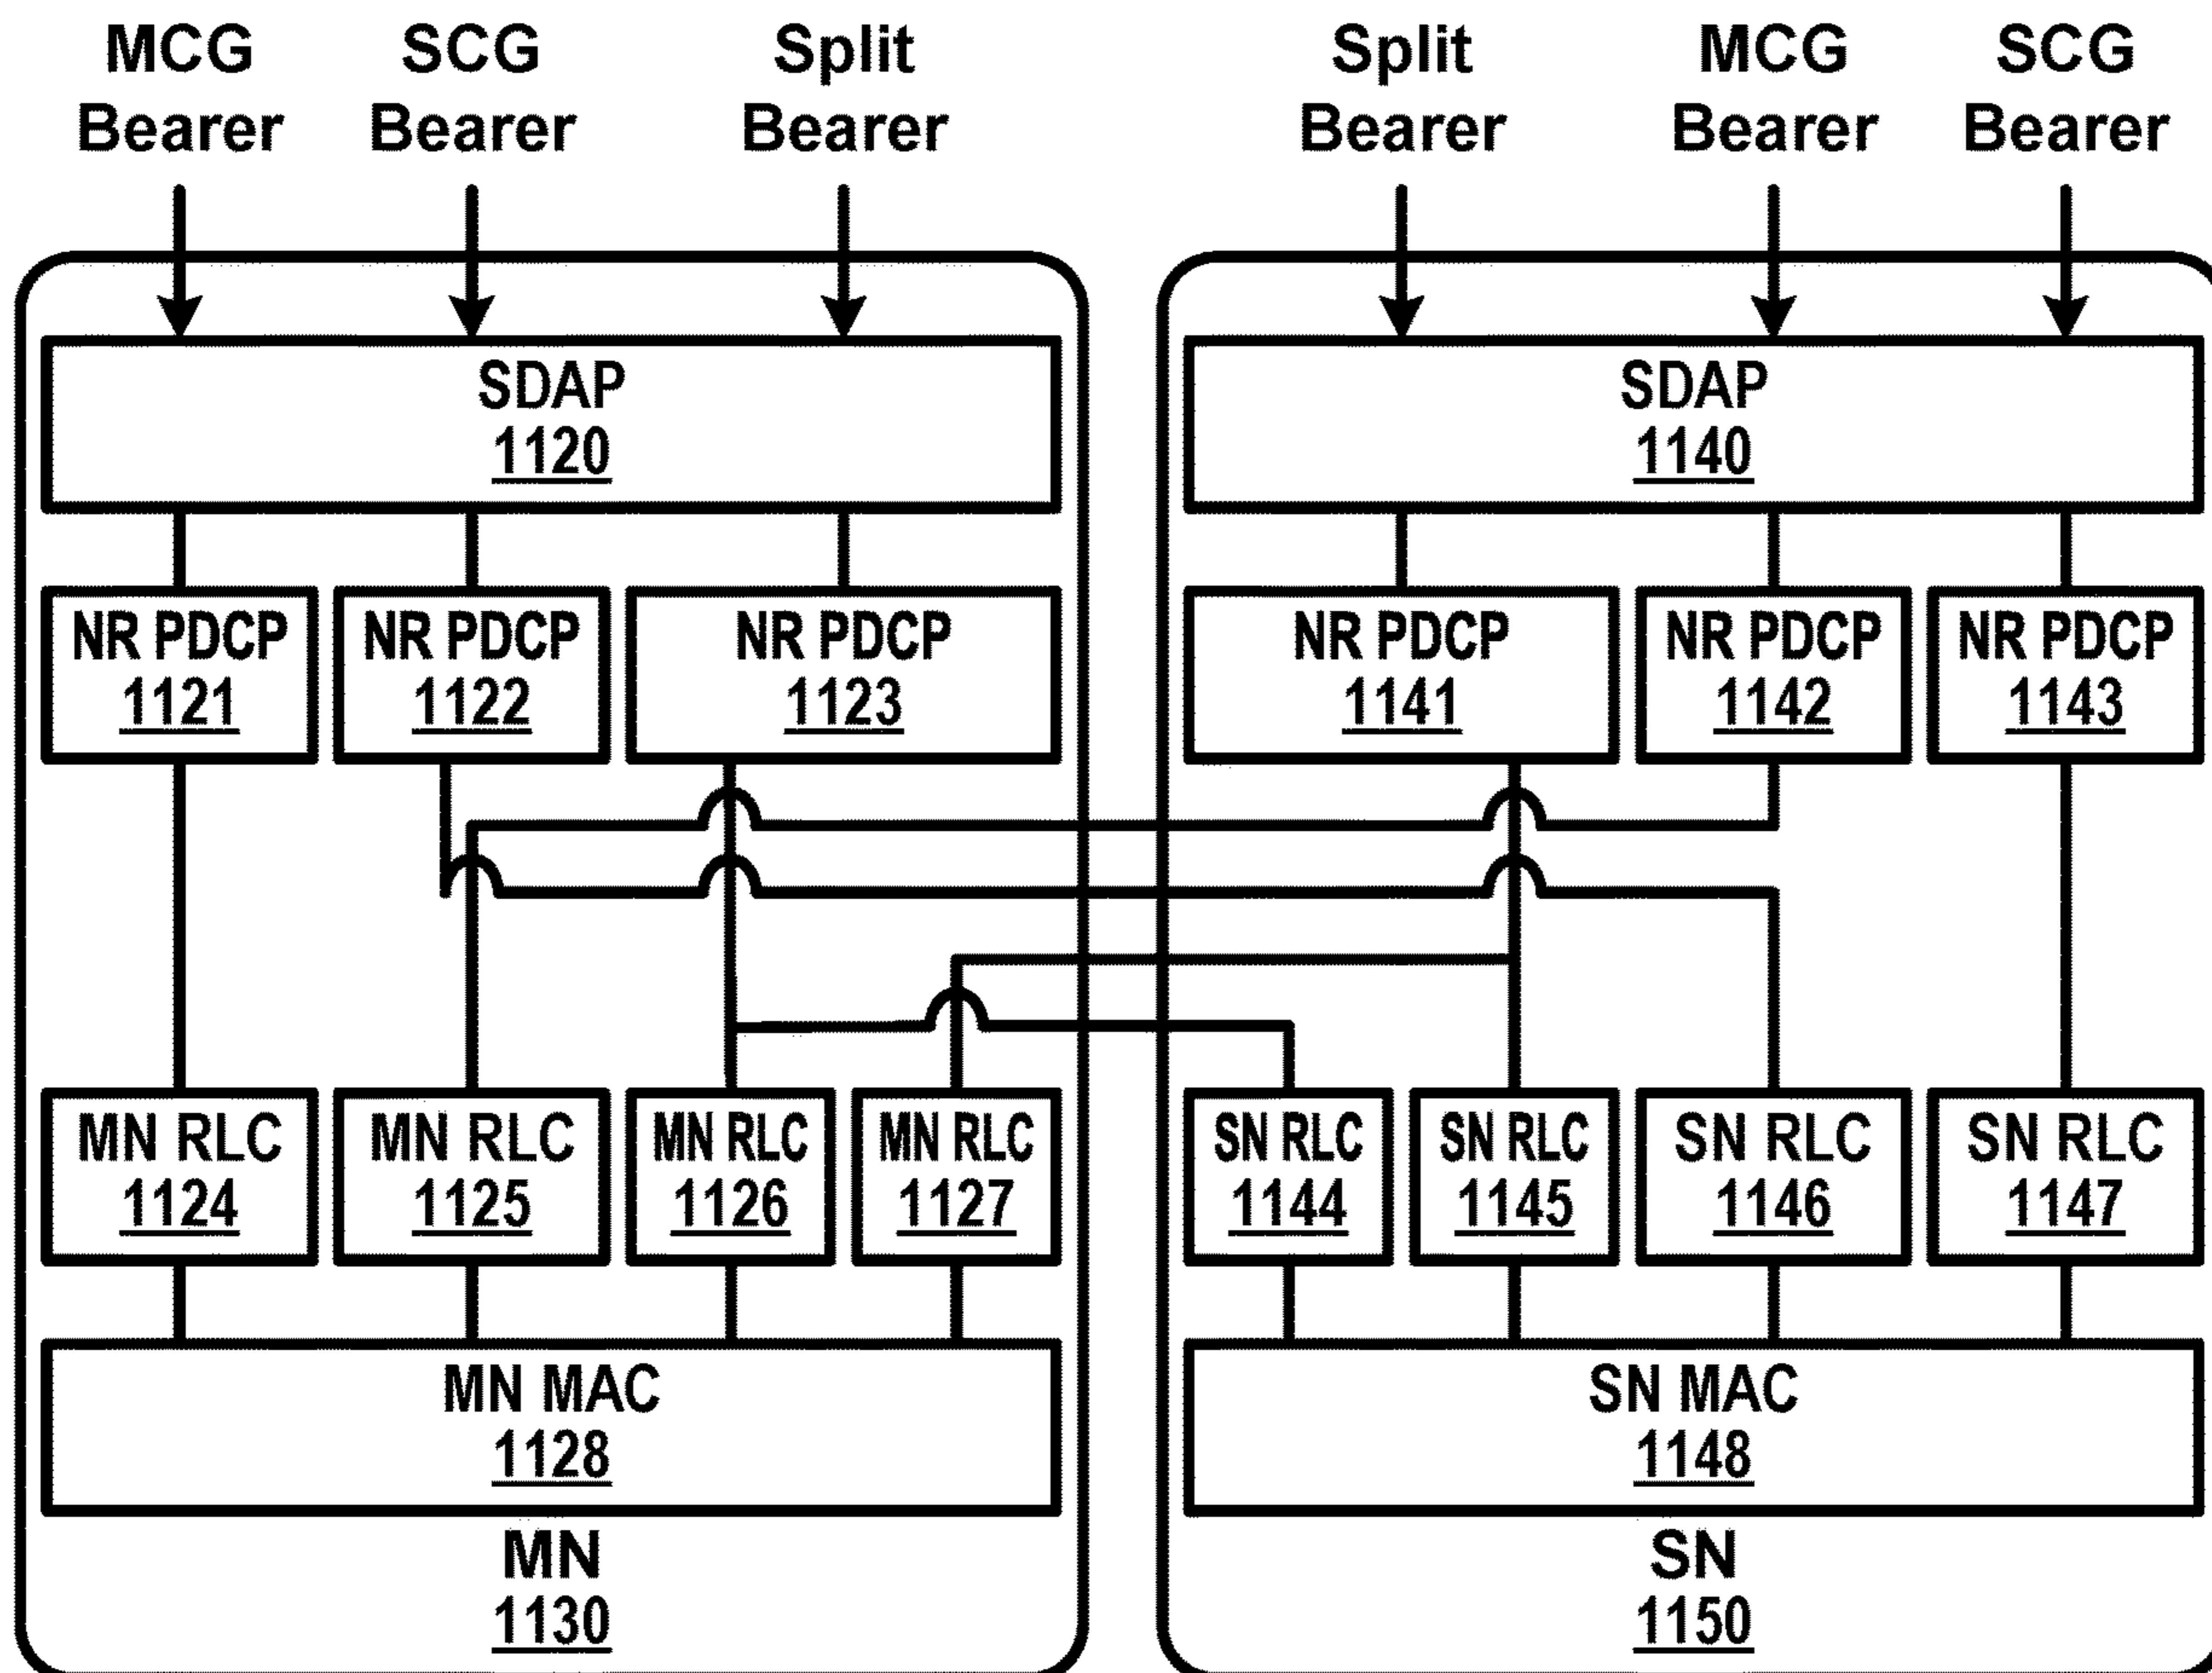 MCG
Bearer
SCG
Bearer
Split
Bearer
Split
Bearer
MCG
Bearer
SCG
Bearer
SDAP
1120
SDAP
1140
NR PDCP
1121
NR PDCP
1122
NR PDCP
1123
NR PDCP
1141
NR PDCP
1142
NR PDCP
1143
MN RLC
1124
MN RLC
1125
MN RLC
1126
MN RLC
1127
SN RLC
1144
SN RLC
1145
SN RLC
1146
SN RLC
1147
MN MAC
1128
SN MAC
1148
MN
1130
SN
1150